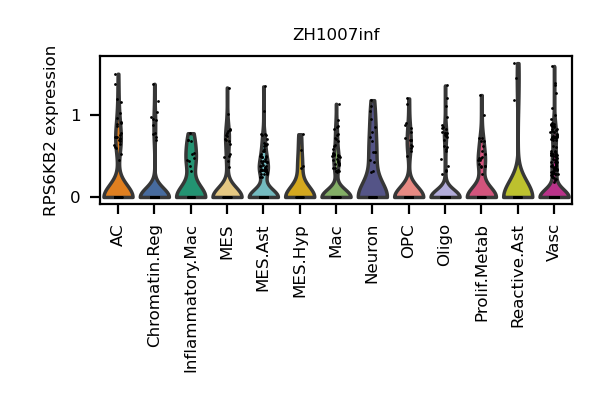 ZH1007inf
RPS6KB2 expression
1
0
AC
Chromatin.Reg
Inflammatory.Mac
MES
MES.Ast
MES.Hyp
Mac
Neuron
OPC
Oligo
Prolif.Metab
Reactive.Ast
Vasc